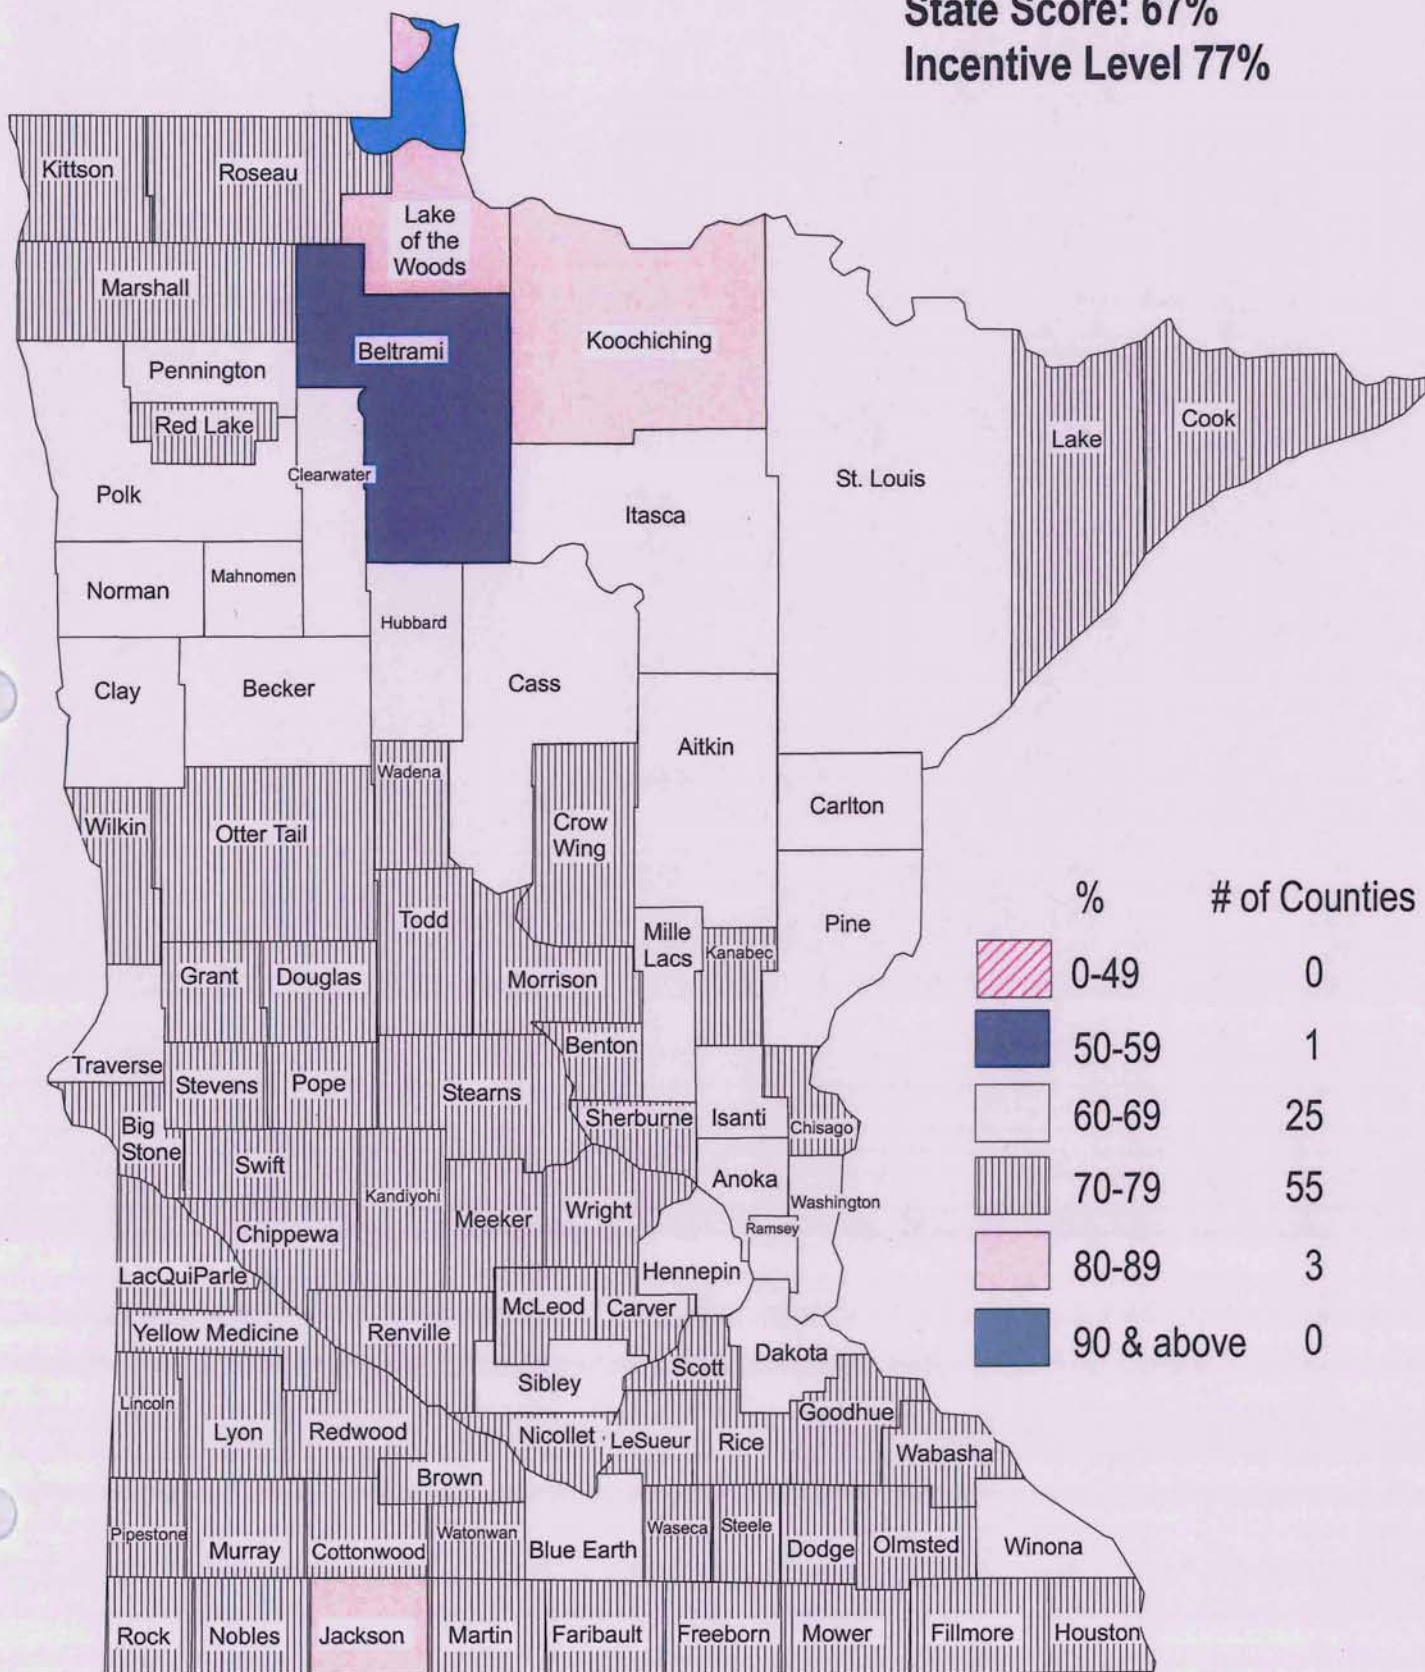 State Score: 67%
Incentive Level 77%
Kittson
Roseau
Lake
of the
Woods
Marshall
Beltrami
Koochiching
Pennington
Red Lake
Clearwater
Polk
Itasca
St. Louis
Lake
Cook
Norman
Mahnomen
Hubbard
Clay
Becker
Cass
Aitkin
Wadena
Carlton
Wilkin
Otter Tail
Crow
Wing
Todd
Pine
Mille
Lacs
Kanabec
Grant
Douglas
Morrison
Traverse
Stevens
Pope
Stearns
Benton
Big
Stone
Sherburne
Isanti
Chisago
Swift
Kandiyohi
Meeker
Wright
Anoka
Washington
Ramsey
Chippewa
LacQuiParle
Hennepin
Yellow Medicine
Renville
McLeod
Carver
Scott
Dakota
Sibley
Lincoln
Lyon
Redwood
Nicollet
LeSueur
Rice
Goodhue
Wabasha
Brown
Pipestone
Murray
Cottonwood
Watonwan
Blue Earth
Waseca
Steele
Dodge
Olmsted
Winona
Rock
Nobles
Jackson
Martin
Faribault
Freeborn
Mower
Fillmore
Houston
% # of Counties
0-49 0
50-59 1
60-69 25
70-79 55
80-89 3
90 & above 0